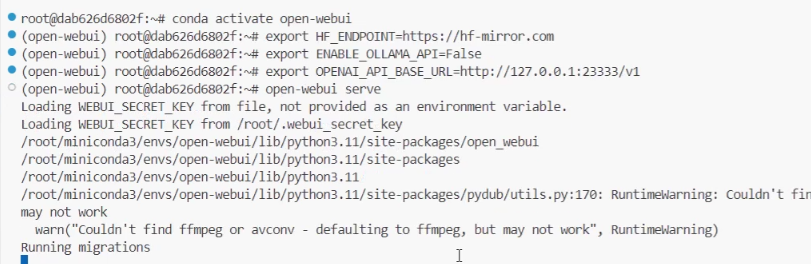 root@dab626d6802f:~# conda activate open-webui
(open-webui) root@dab626d6802f:~# export HF_ENDPOINT=https://hf-mirror.com
(open-webui) root@dab626d6802f:~# export ENABLE_OLLAMA_API=False
(open-webui) root@dab626d6802f:~# export OPENAI_API_BASE_URL=http://127.0.0.1:23333/v1
(open-webui) root@dab626d6802f:~# open-webui serve
Loading WEBUI_SECRET_KEY from file, not provided as an environment variable.
Loading WEBUI_SECRET_KEY from /root/.webui_secret_key
/root/miniconda3/envs/open-webui/lib/python3.11/site-packages/open_webui
/root/miniconda3/envs/open-webui/lib/python3.11/site-packages
/root/miniconda3/envs/open-webui/lib/python3.11
/root/miniconda3/envs/open-webui/lib/python3.11/site-packages/pydub/utils.py:170: RuntimeWarning: Couldn't fin
may not work
warn("Couldn't find ffmpeg or avconv - defaulting to ffmpeg, but may not work", RuntimeWarning)
Running migrations